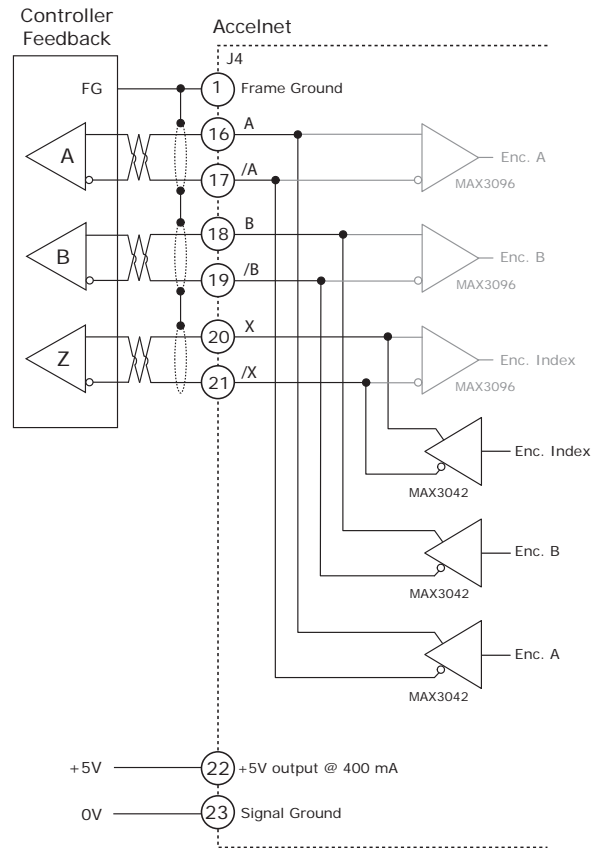 Controller
Feedback
Accelnet
J4
FG
1
Frame Ground
A
16
A
17
/A
Enc. A
MAX3096
B
18
B
19
/B
Enc. B
MAX3096
Z
20
X
21
/X
Enc. Index
MAX3096
Enc. Index
MAX3042
Enc. B
MAX3042
Enc. A
MAX3042
+5V
22
+5V output @ 400 mA
0V
23
Signal Ground